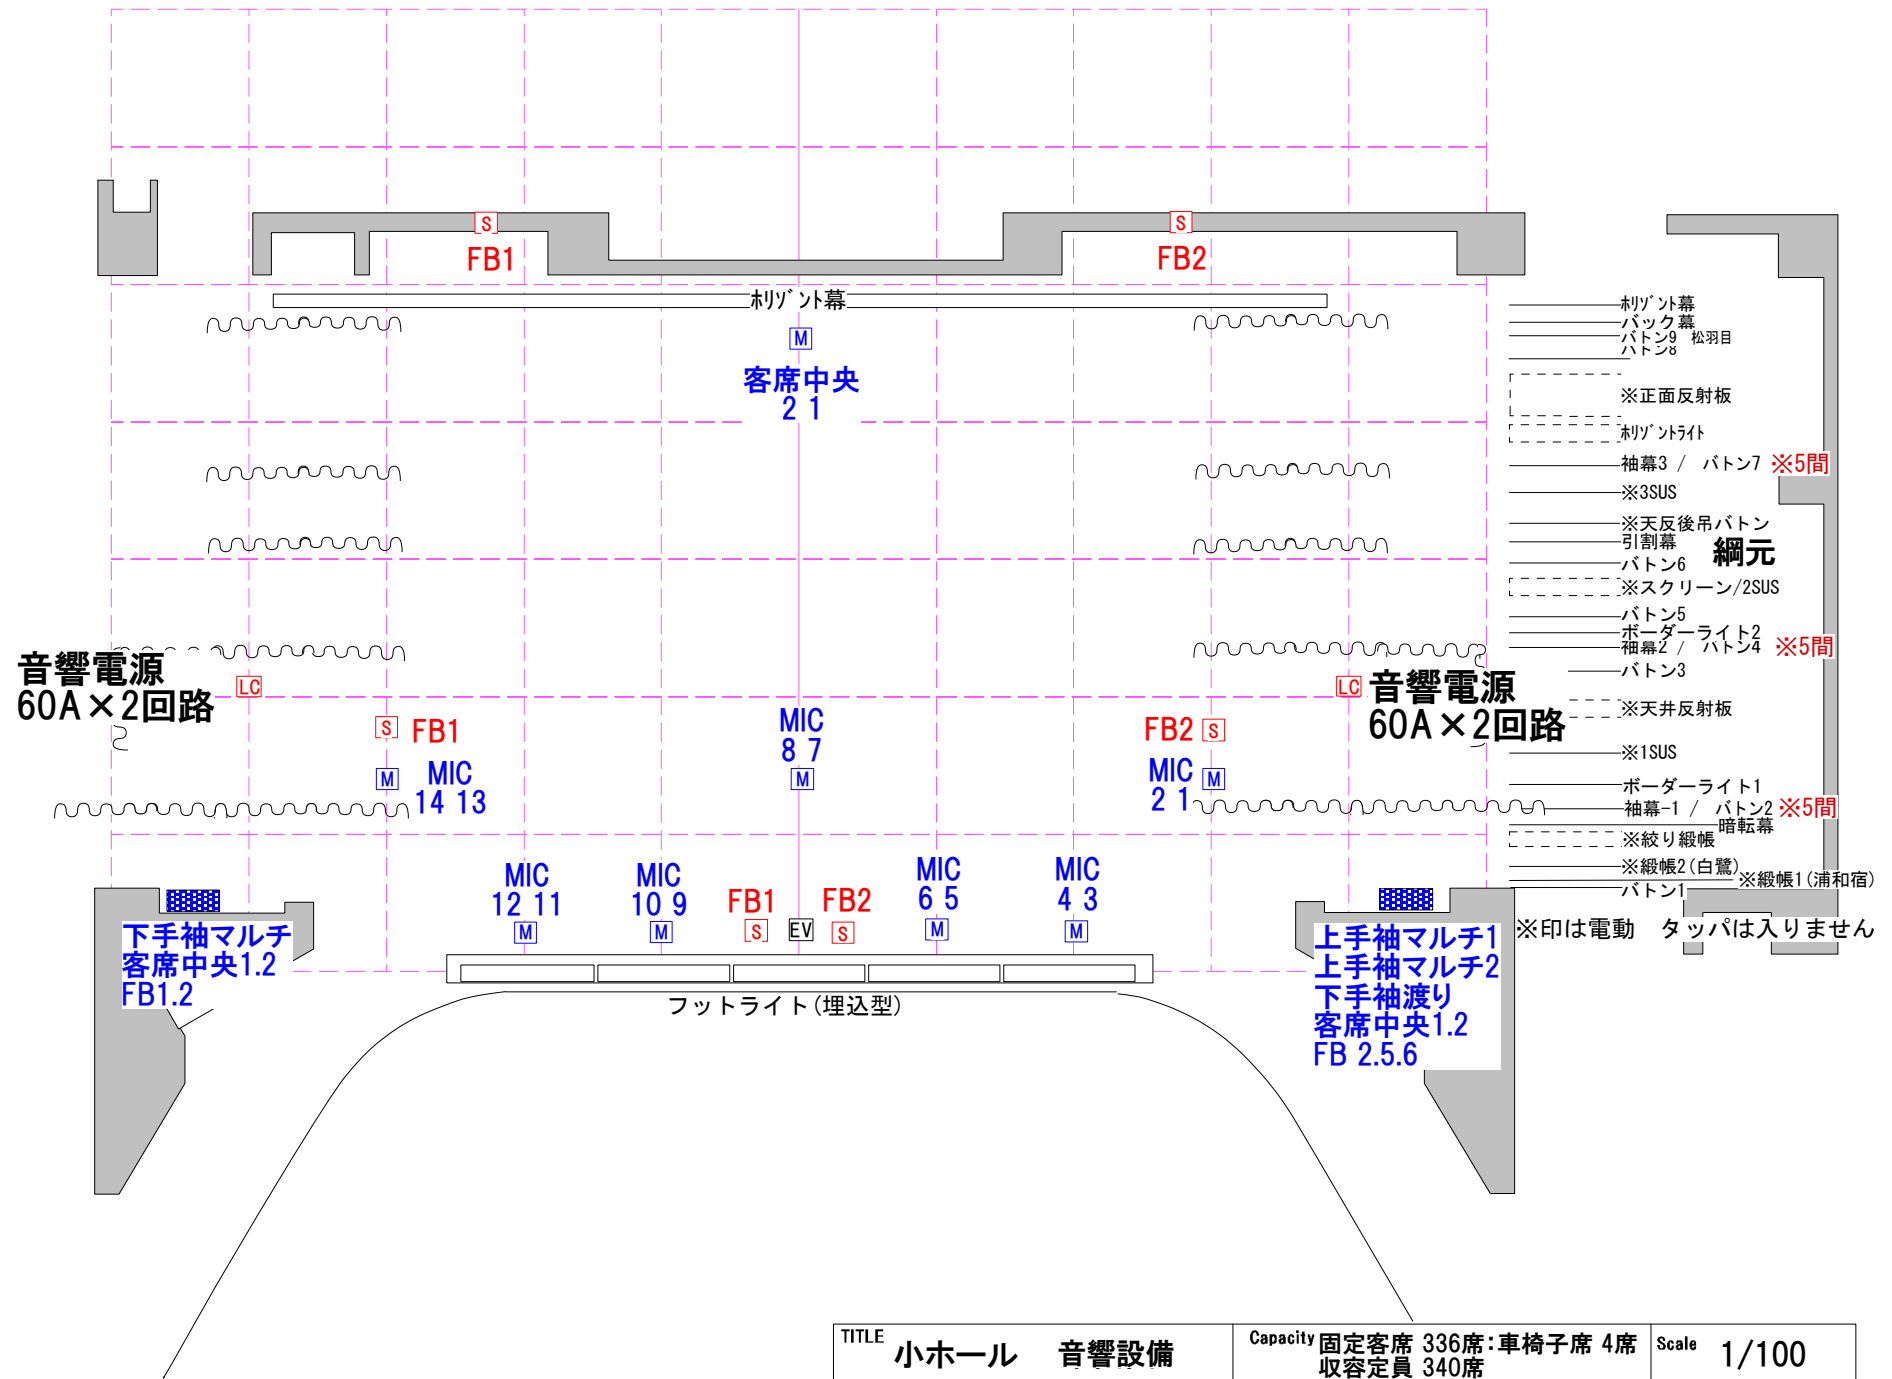 S
FB1
S
FB2
ﾎﾘｿﾞﾝﾄ幕
M
客席中央
2 1
ﾎﾘｿﾞﾝﾄ幕
バック幕
バトン9 松羽目
バトン8
※正面反射板
ﾎﾘｿﾞﾝﾄﾗｲﾄ
袖幕3 / バトン7 ※5間
※3SUS
※天反後吊バトン
引割幕
綱元
バトン6
※スクリーン/2SUS
バトン5
ボーダーライト2
袖幕2 / バトン4 ※5間
バトン3
※天井反射板
※1SUS
ボーダーライト1
袖幕-1 / バトン2 ※5間
暗転幕
※絞り緞帳
※緞帳2(白鷺)
※緞帳1(浦和宿)
バトン1
※印は電動 タッパは入りません
音響電源
60A×2回路
LC
LC
音響電源
60A×2回路
S
FB1
M
MIC
14 13
MIC
8 7
M
FB2
S
MIC
2 1
M
MIC
12 11
M
MIC
10 9
M
FB1
S
EV
FB2
S
MIC
6 5
M
MIC
4 3
M
下手袖マルチ
客席中央1.2
FB1.2
上手袖マルチ1
上手袖マルチ2
下手袖渡り
客席中央1.2
FB 2.5.6
フットライト(埋込型)
TITLE
小ホール 音響設備
Capacity
固定客席 336席:車椅子席 4席
収容定員 340席
Scale
1/100